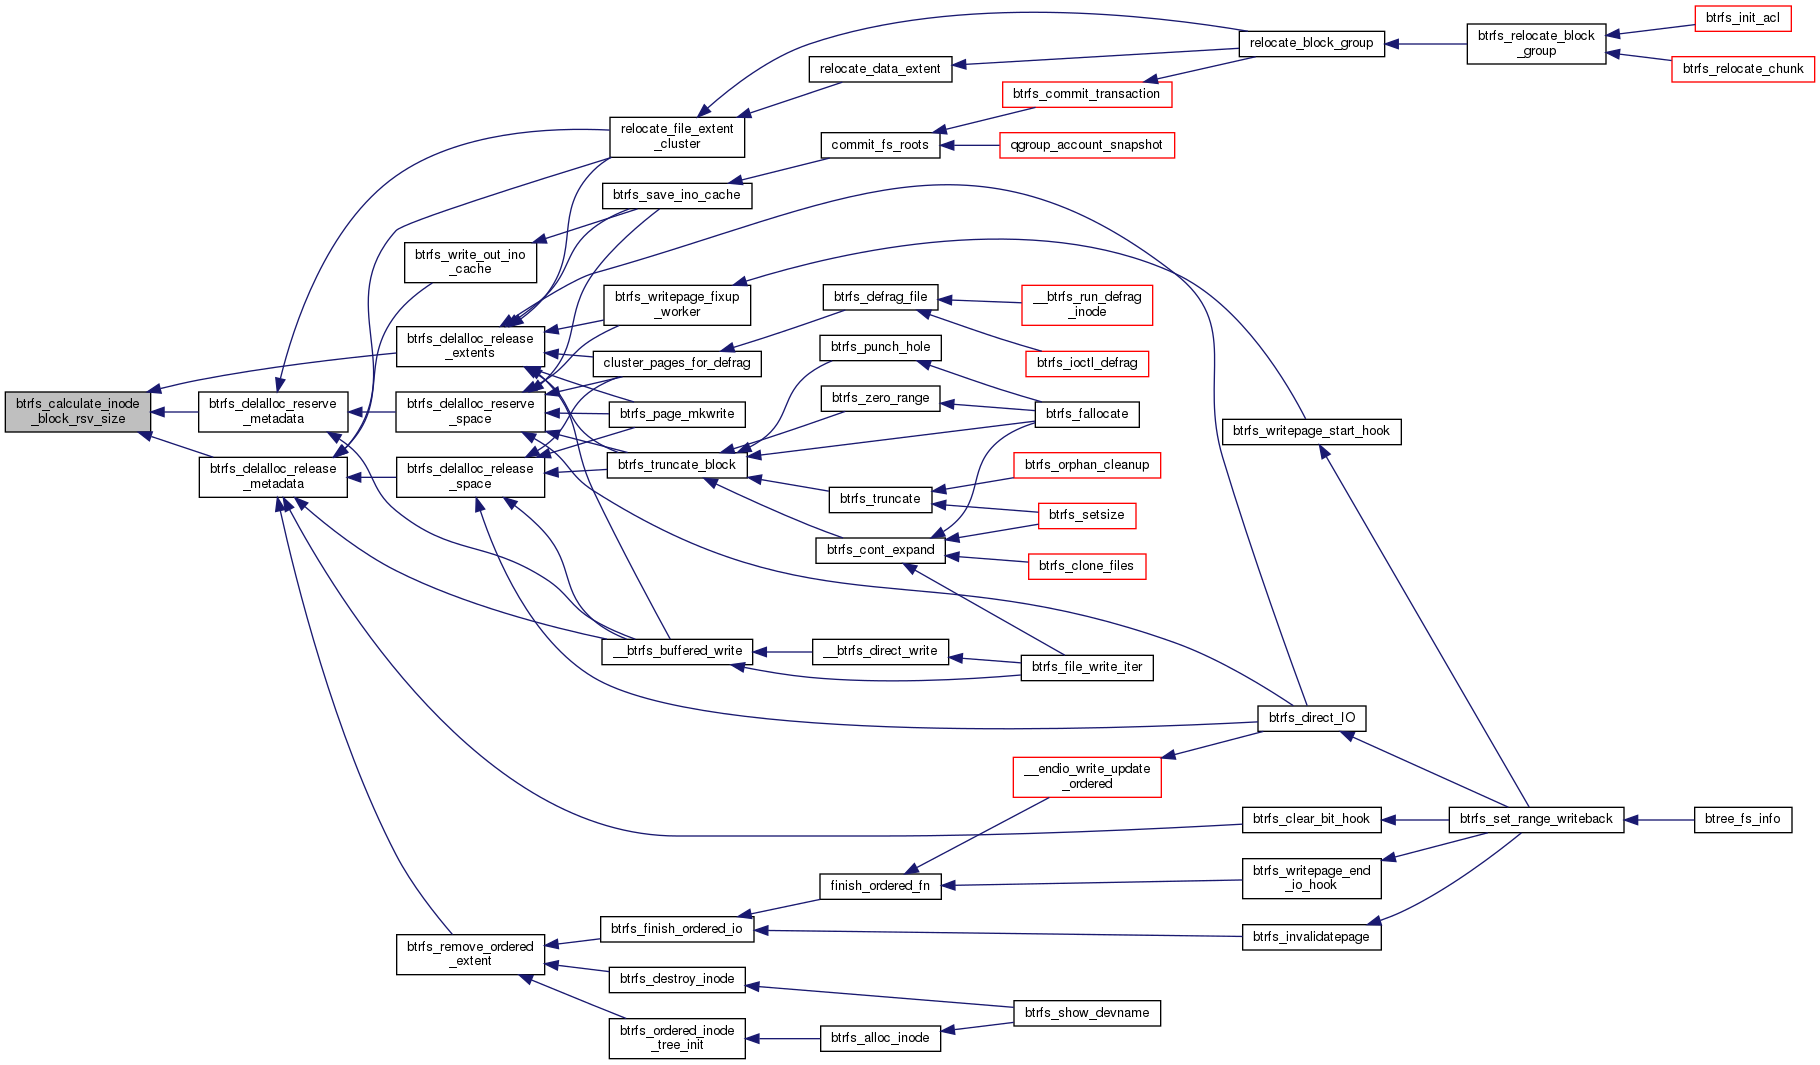 btrfs_calculate_inode
_block_rsv_size
btrfs_delalloc_reserve
_metadata
btrfs_delalloc_release
_metadata
btrfs_write_out_ino
_cache
btrfs_delalloc_release
_extents
btrfs_delalloc_reserve
_space
btrfs_delalloc_release
_space
btrfs_remove_ordered
_extent
relocate_file_extent
_cluster
btrfs_save_ino_cache
btrfs_writepage_fixup
_worker
cluster_pages_for_defrag
btrfs_page_mkwrite
btrfs_truncate_block
__btrfs_buffered_write
btrfs_finish_ordered_io
btrfs_destroy_inode
btrfs_ordered_inode
_tree_init
relocate_data_extent
commit_fs_roots
btrfs_defrag_file
btrfs_punch_hole
btrfs_zero_range
btrfs_truncate
btrfs_cont_expand
__btrfs_direct_write
finish_ordered_fn
btrfs_alloc_inode
btrfs_commit_transaction
qgroup_account_snapshot
__btrfs_run_defrag
_inode
btrfs_ioctl_defrag
btrfs_fallocate
btrfs_orphan_cleanup
btrfs_setsize
btrfs_clone_files
btrfs_file_write_iter
__endio_write_update
_ordered
btrfs_show_devname
relocate_block_group
btrfs_writepage_start_hook
btrfs_direct_IO
btrfs_clear_bit_hook
btrfs_writepage_end
_io_hook
btrfs_invalidatepage
btrfs_relocate_block
_group
btrfs_set_range_writeback
btrfs_init_acl
btrfs_relocate_chunk
btree_fs_info